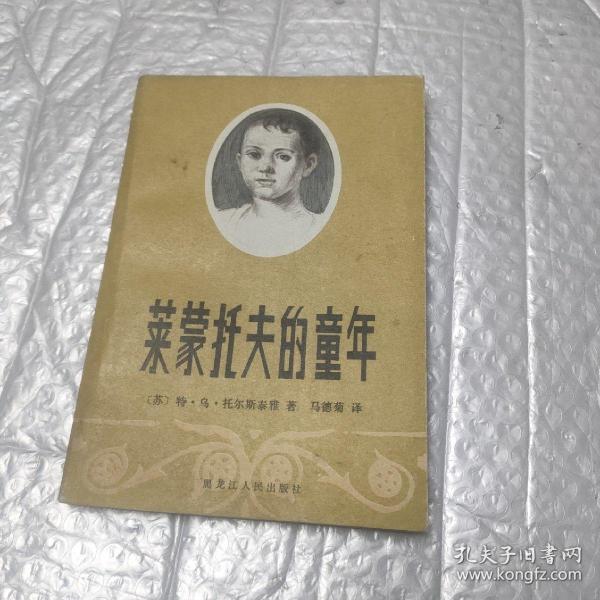 莱蒙托夫的童年
〔苏〕特·乌·托尔斯泰雅 著 马德菊 译
黑龙江人民出版社
孔夫子旧书网
www.kongfz.com